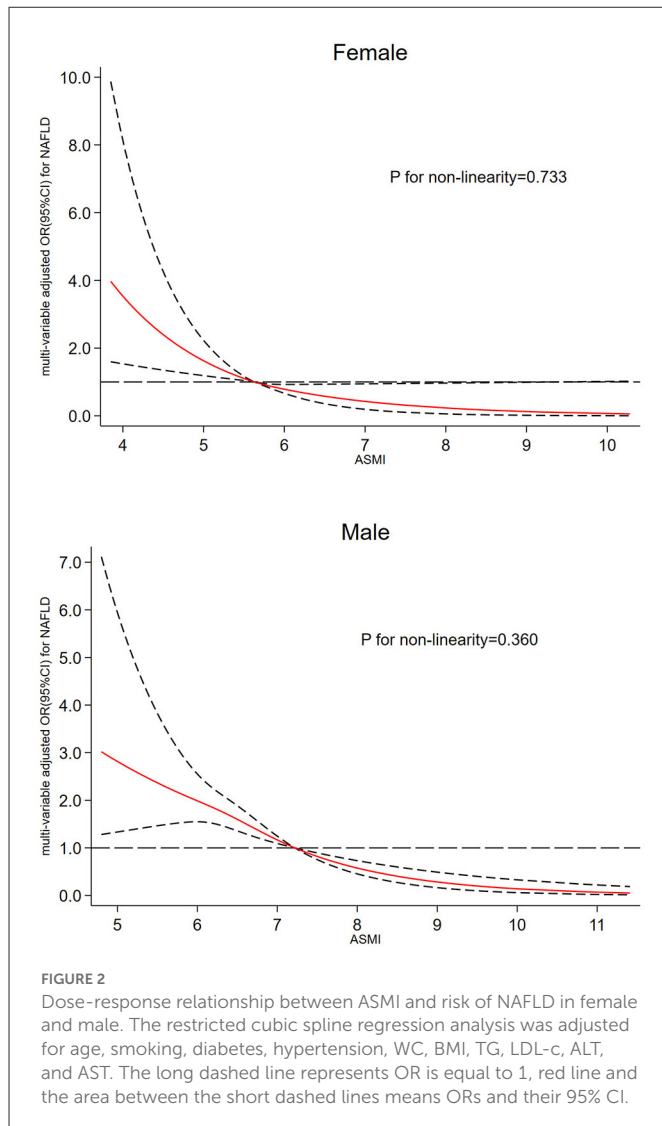 Female
10.0
8.0
6.0
4.0
2.0
0.0
multi-variable adjusted OR(95%CI) for NAFLD
P for non-linearity=0.733
4 5 6 7 8 9 10
ASMI
Male
7.0
6.0
5.0
4.0
3.0
2.0
1.0
0.0
multi-variable adjusted OR(95%CI) for NAFLD
P for non-linearity=0.360
5 6 7 8 9 10 11
ASMI
FIGURE 2
Dose-response relationship between ASMI and risk of NAFLD in female
and male. The restricted cubic spline regression analysis was adjusted
for age, smoking, diabetes, hypertension, WC, BMI, TG, LDL-c, ALT,
and AST. The long dashed line represents OR is equal to 1, red line and
the area between the short dashed lines means ORs and their 95% CI.